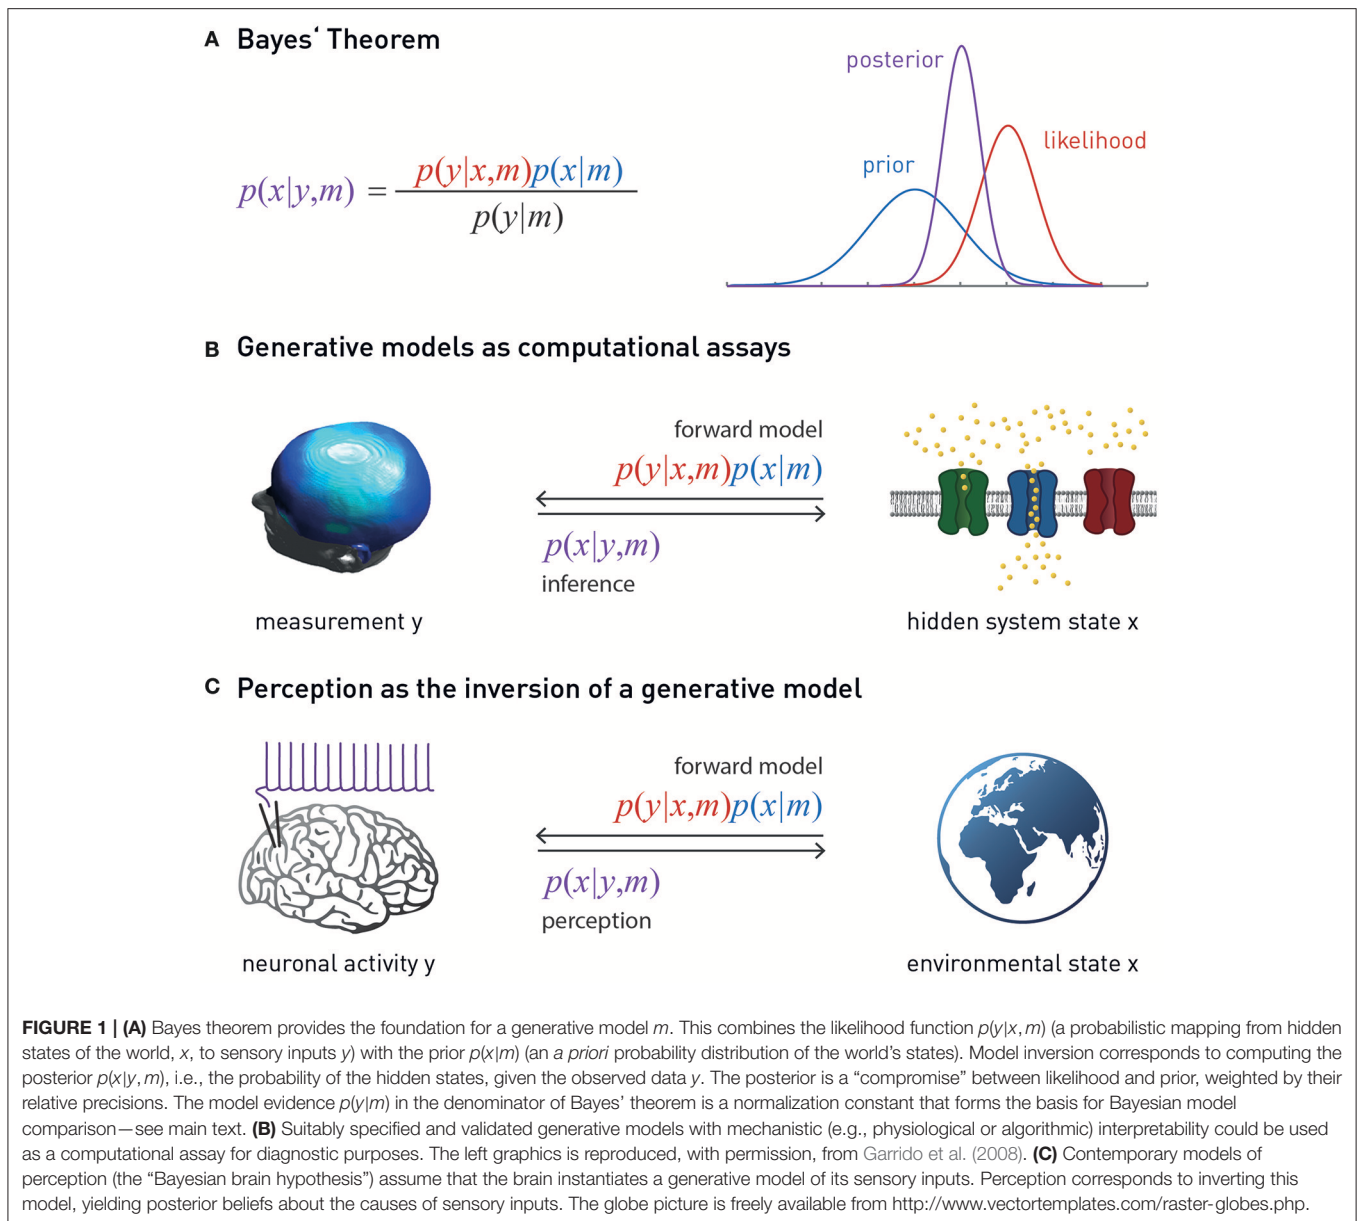 A Bayes‘ Theorem
posterior
likelihood
prior
p(x|y,m) = p(y|x,m)p(x|m)
p(y|m)
B Generative models as computational assays
forward model
p(y|x,m)p(x|m)
p(x|y,m)
inference
measurement y
hidden system state x
C Perception as the inversion of a generative model
forward model
p(y|x,m)p(x|m)
p(x|y,m)
perception
neuronal activity y
environmental state x
FIGURE 1 | (A) Bayes theorem provides the foundation for a generative model m. This combines the likelihood function p(y|x, m) (a probabilistic mapping from hidden
states of the world, x, to sensory inputs y) with the prior p(x|m) (an a priori probability distribution of the world’s states). Model inversion corresponds to computing the
posterior p(x|y, m), i.e., the probability of the hidden states, given the observed data y. The posterior is a “compromise” between likelihood and prior, weighted by their
relative precisions. The model evidence p(y|m) in the denominator of Bayes’ theorem is a normalization constant that forms the basis for Bayesian model
comparison—see main text. (B) Suitably specified and validated generative models with mechanistic (e.g., physiological or algorithmic) interpretability could be used
as a computational assay for diagnostic purposes. The left graphics is reproduced, with permission, from Garrido et al. (2008). (C) Contemporary models of
perception (the “Bayesian brain hypothesis”) assume that the brain instantiates a generative model of its sensory inputs. Perception corresponds to inverting this
model, yielding posterior beliefs about the causes of sensory inputs. The globe picture is freely available from http://www.vectortemplates.com/raster-globes.php.